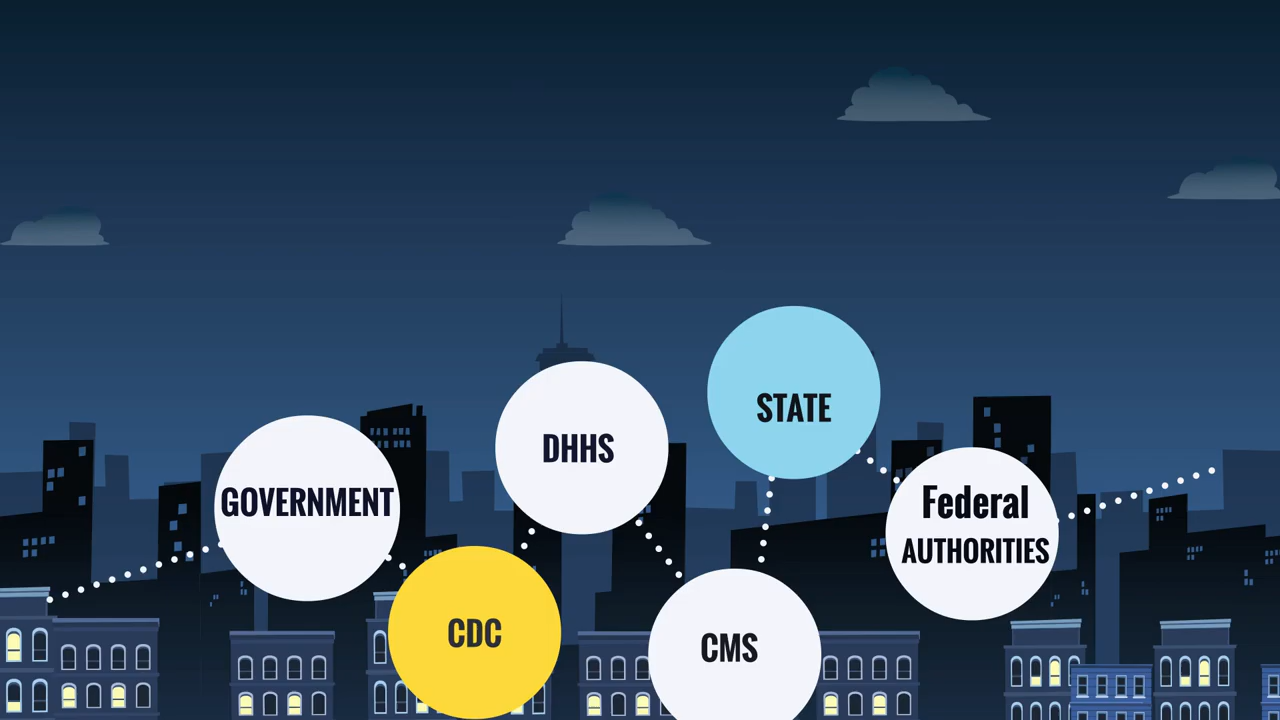 GOVERNMENT
CDC
DHHS
CMS
STATE
Federal
AUTHORITIES